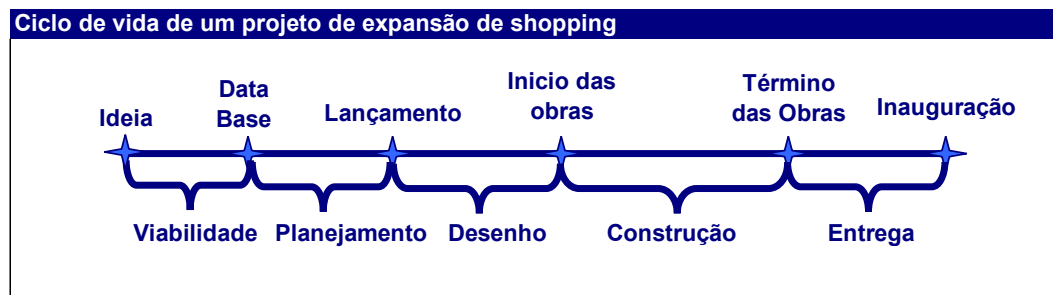 Ciclo de vida de um projeto de expansão de shopping
Ideia
Data
Base
Lançamento
Inicio das
obras
Término
das Obras
Inauguração
Viabilidade
Planejamento
Desenho
Construção
Entrega